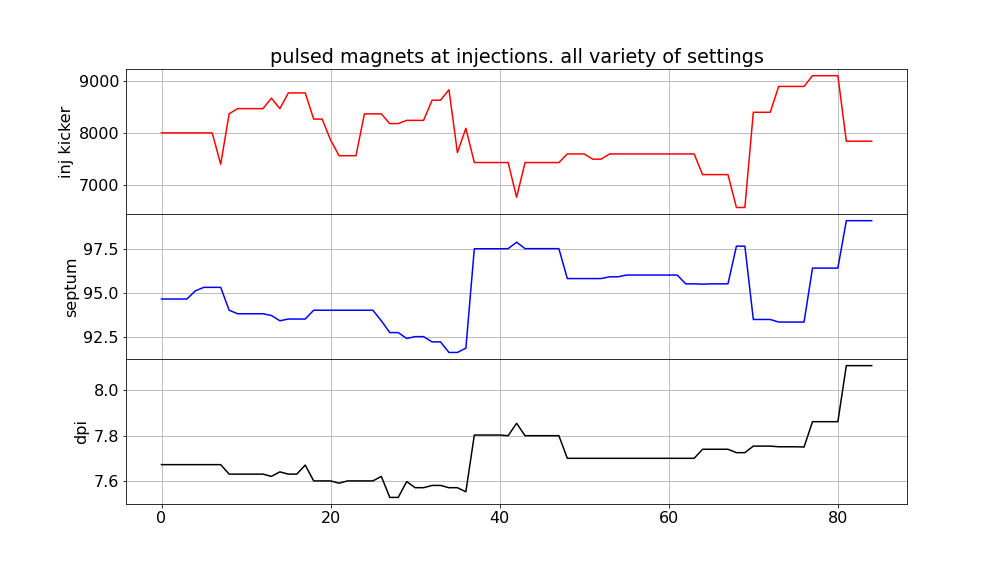 pulsed magnets at injections. all variety of settings
inj kicker
9000
8000
7000
septum
97.5
95.0
92.5
dpi
8.0
7.8
7.6
0 20 40 60 80